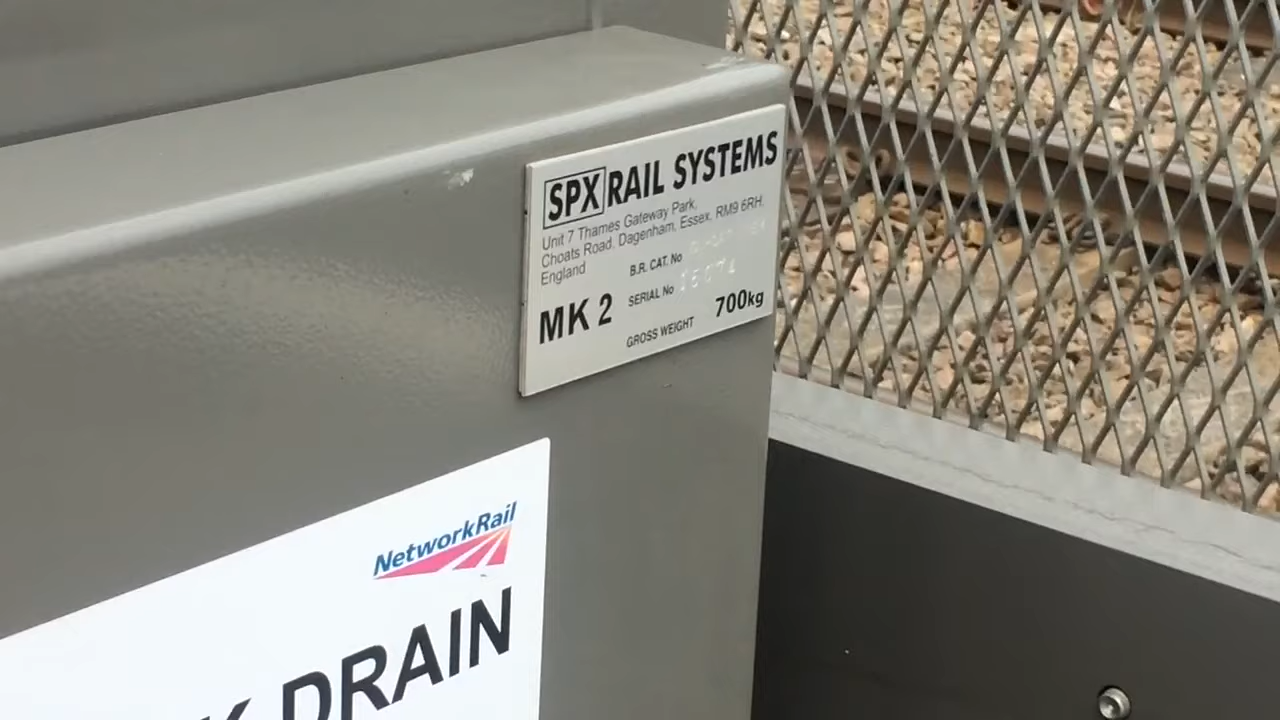 SPX RAIL SYSTEMS
Unit 7 Thames Gateway Park,
Choats Road, Dagenham, Essex. RM9 6RH.
England
B.R. CAT. No
MK 2
SERIAL No
GROSS WEIGHT
700kg
NetworkRail
DRAIN